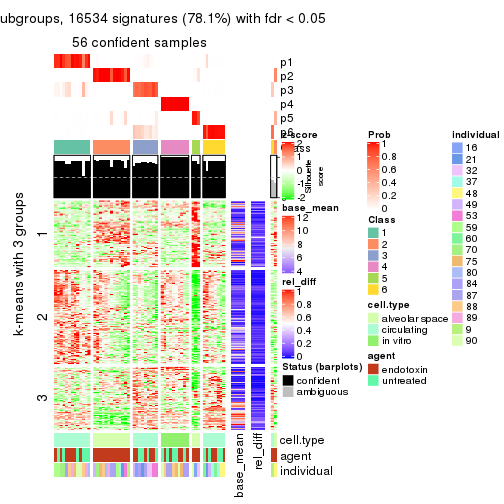 ubgroups, 16534 signatures (78.1%) with fdr < 0.05
56 confident samples
p1
p2
p3
p4
p5
p6
Class
Silhouette
score
k-means with 3 groups
1
2
3
base_mean
rel_diff
cell.type
agent
individual
z-score
2
1
0
-1
-2
base_mean
12
10
8
6
4
rel_diff
1
0.8
0.6
0.4
0.2
0
Status (barplots)
confident
ambiguous
Prob
1
0.8
0.6
0.4
0.2
0
Class
1
2
3
4
5
6
cell.type
alveolar space
circulating
in vitro
agent
endotoxin
untreated
individual
16
21
32
37
48
49
53
59
60
70
75
80
84
87
88
99
9
90